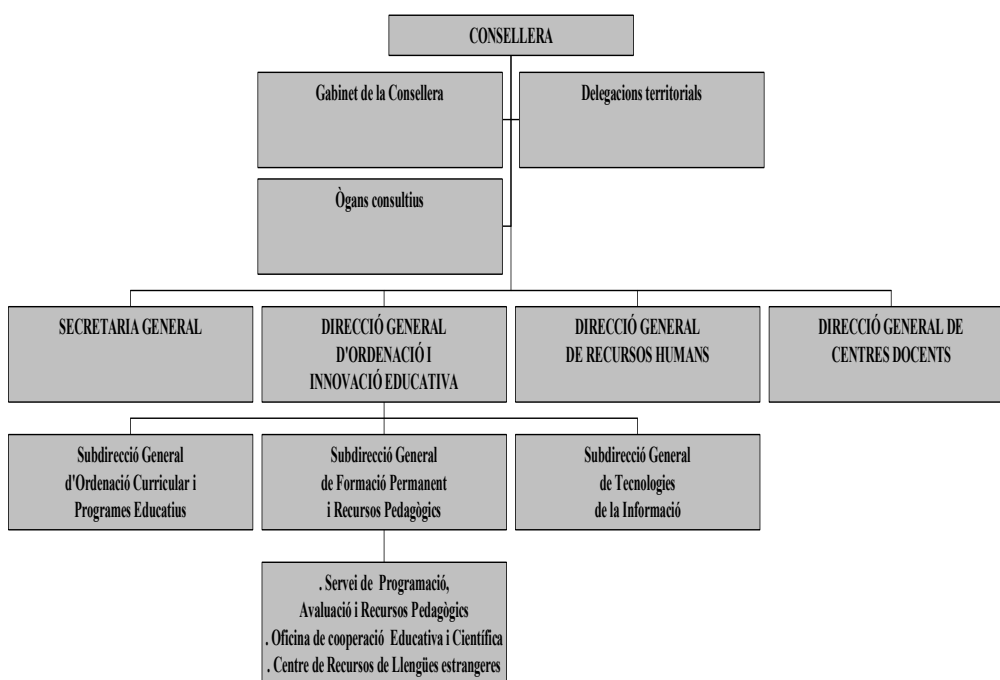 CONSELLERA
Gabinet de la Consellera
Delegacions territorials
Ògans consultius
SECRETARIA GENERAL
DIRECCIÓ GENERAL
D'ORDENACIÓ I
INNOVACIÓ EDUCATIVA
DIRECCIÓ GENERAL
DE RECURSOS HUMANS
DIRECCIÓ GENERAL DE
CENTRES DOCENTS
Subdirecció General
d'Ordenació Curricular i
Programes Educatius
Subdirecció General
de Formació Permanent
i Recursos Pedagògics
Subdirecció General
de Tecnologies
de la Informació
. Servei de Programació,
Avaluació i Recursos Pedagògics
. Oficina de cooperació Educativa i Científica
. Centre de Recursos de Llengües estrangeres